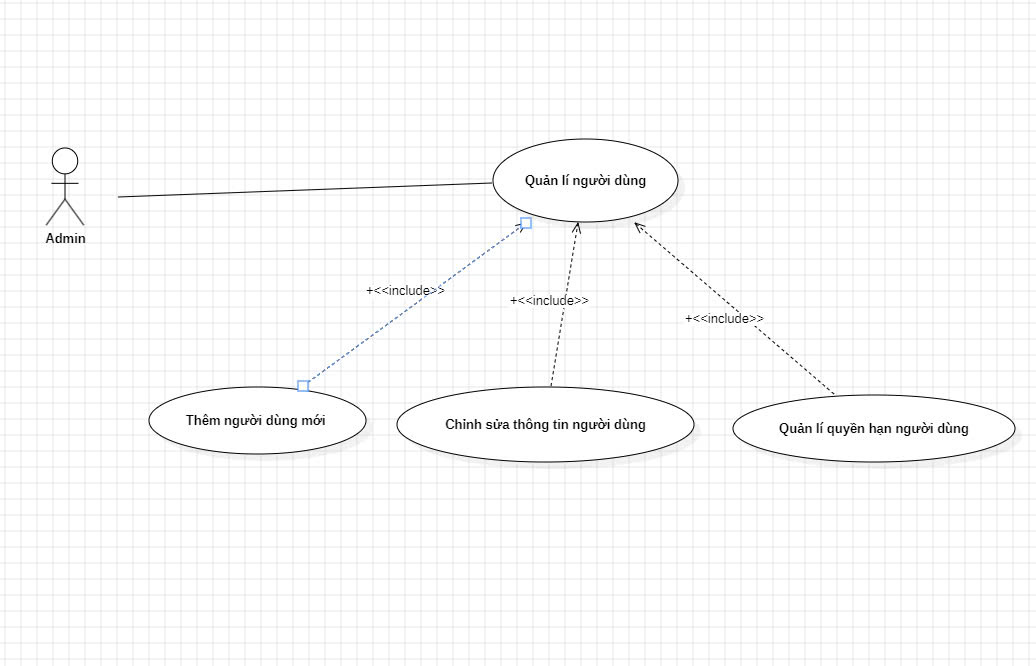 Quản lí người dùng
Admin
+<<include>>
+<<include>>
+<<include>>
Thêm người dùng mới
Chỉnh sửa thông tin người dùng
Quản lí quyền hạn người dùng